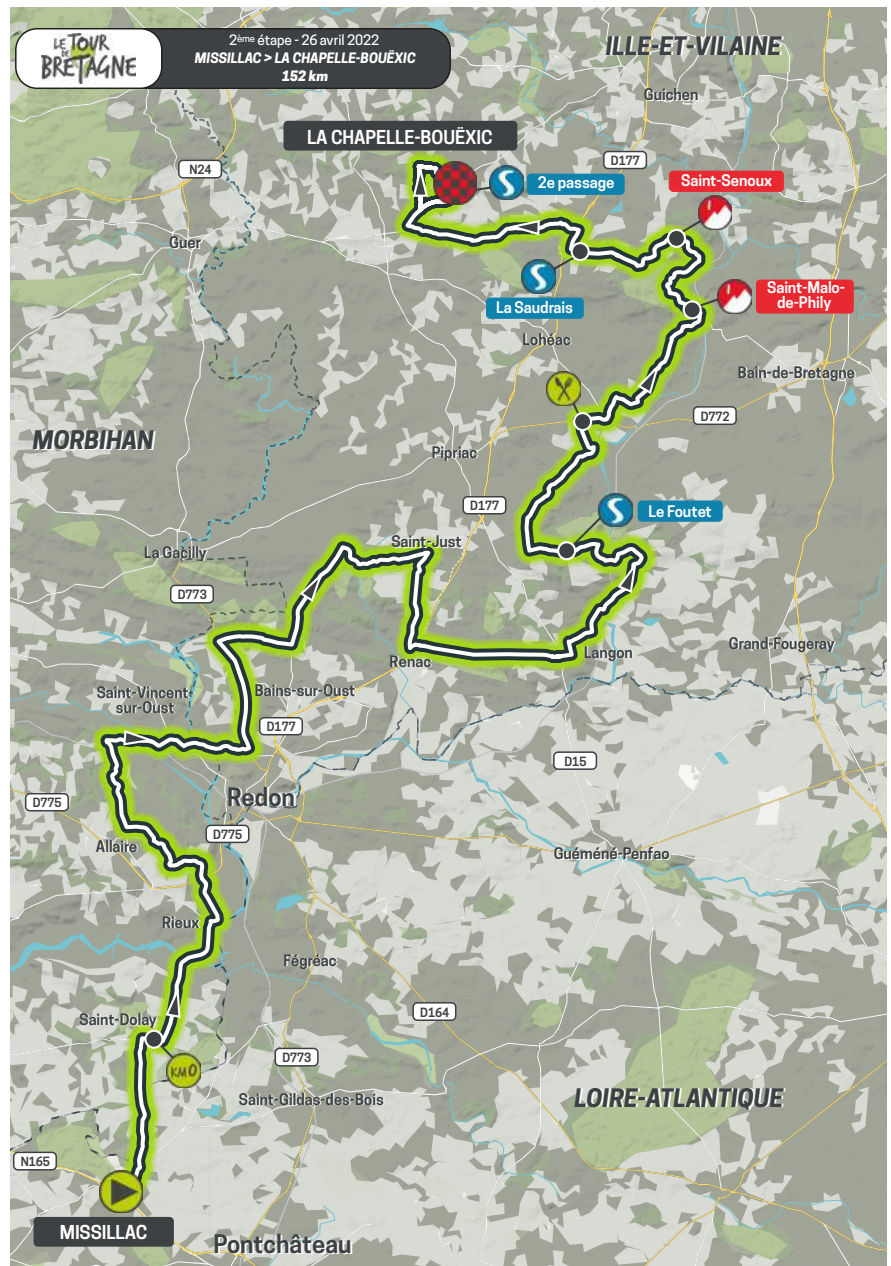 LE TOUR
DE
BRETAGNE
2ème étape - 26 avril 2022
MISSILLAC > LA CHAPELLE-BOUËXIC
152 km
ILLE-ET-VILAINE
Guichen
LA CHAPELLE-BOUËXIC
D177
N24
2e passage
Saint-Senoux
Guer
La Saudrais
Saint-Malo-
de-Phily
Lohéac
Bain-de-Bretagne
D772
MORBIHAN
Pipriac
D177
Le Foutet
Saint-Just
La Gacilly
D773
Renac
Langon
Grand-Fougeray
Saint-Vincent-
sur-Oust
Bains-sur-Oust
D177
D15
D775
Redon
D775
Allaire
Guéméné-Penfao
Rieux
Fégréac
Saint-Dolay
D164
KM0
D773
Saint-Gildas-des-Bois
LOIRE-ATLANTIQUE
N165
MISSILLAC
Pontchâteau